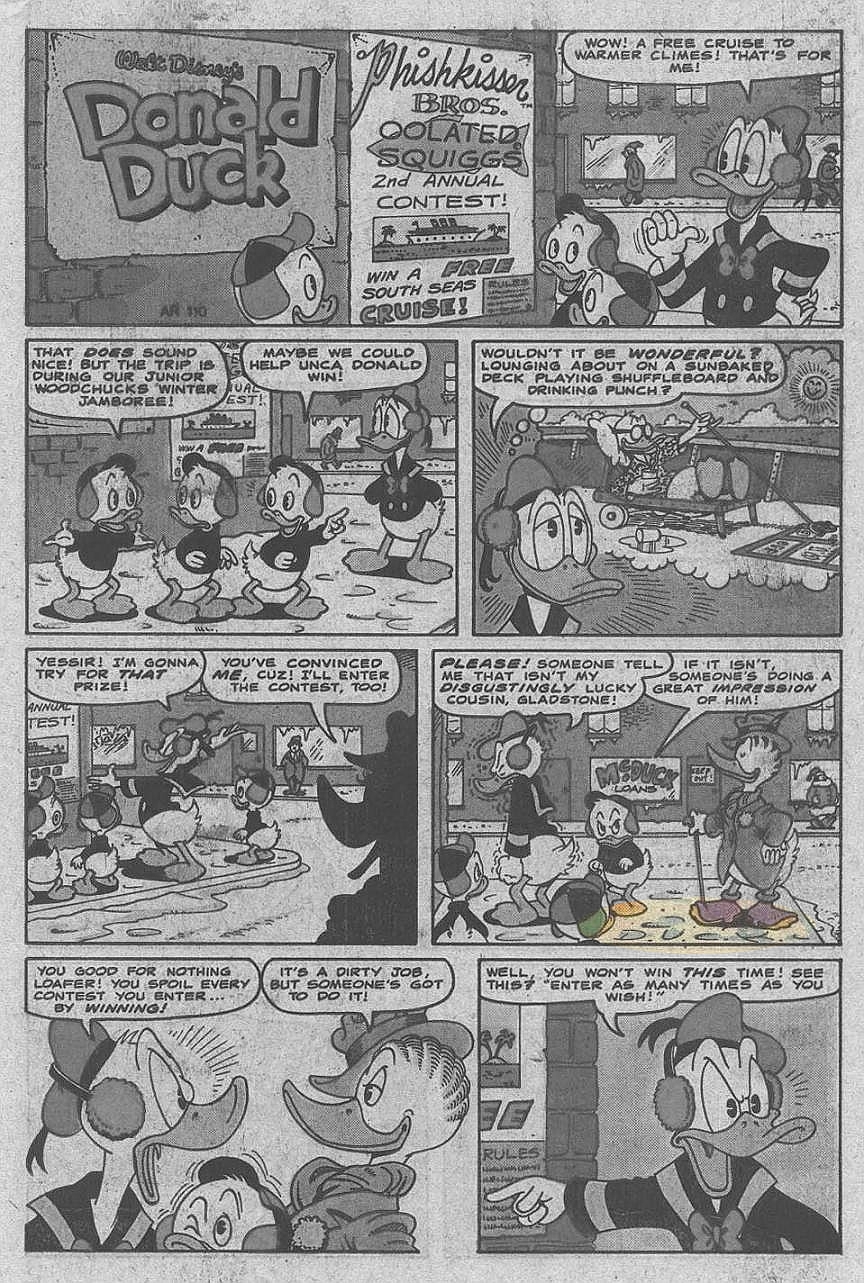 Walt Disney's
Donald
Duck
AR 110
Phishkisser
BROS.
OOLATED
SQUIGGS
2nd ANNUAL
CONTEST!
WIN A FREE
SOUTH SEAS
CRUISE!
RULES
WOW! A FREE CRUISE TO
WARMER CLIMES! THAT'S FOR
ME!
THAT DOES SOUND
NICE! BUT THE TRIP IS
DURING OUR JUNIOR
WOODCHUCKS WINTER
JAMBOREE!
MAYBE WE COULD
HELP UNCA DONALD
WIN!
WIN A FREE
WOULDN'T IT BE WONDERFUL?
LOUNGING ABOUT ON A SUNBAKED
DECK PLAYING SHUFFLEBOARD AND
DRINKING PUNCH?
YESSIR! I'M GONNA
TRY FOR THAT
PRIZE!
YOU'VE CONVINCED
ME, CUZ! I'LL ENTER
THE CONTEST, TOO!
ANNUAL
TEST!
PLEASE! SOMEONE TELL
ME THAT ISN'T MY
DISGUSTINGLY LUCKY
COUSIN, GLADSTONE!
IF IT ISN'T,
SOMEONE'S DOING A
GREAT IMPRESSION
OF HIM!
McDUCK
LOANS
KEEP
OUT!
YOU GOOD FOR NOTHING
LOAFER! YOU SPOIL EVERY
CONTEST YOU ENTER...
BY WINNING!
IT'S A DIRTY JOB,
BUT SOMEONE'S GOT
TO DO IT!
WELL, YOU WON'T WIN THIS TIME! SEE
THIS? "ENTER AS MANY TIMES AS YOU
WISH!"
EE
RULES